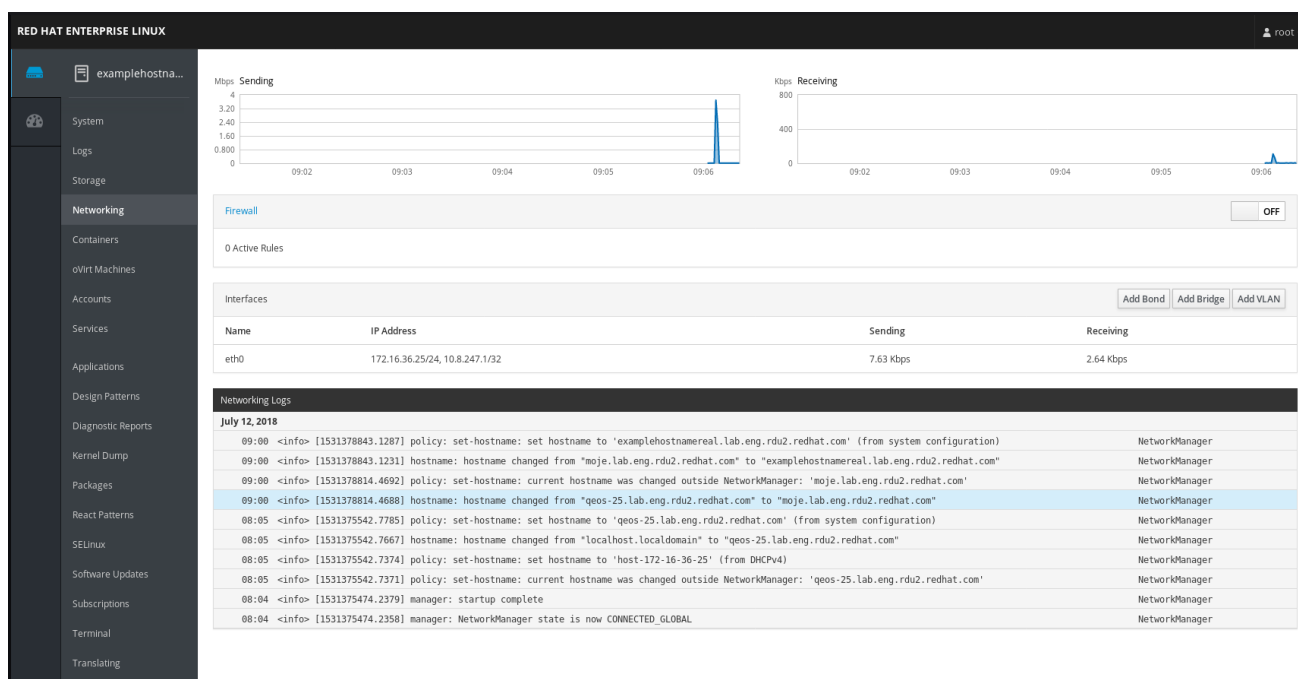 RED HAT ENTERPRISE LINUX
root
examplehostna...
System
Logs
Storage
Networking
Containers
oVirt Machines
Accounts
Services
Applications
Design Patterns
Diagnostic Reports
Kernel Dump
Packages
React Patterns
SELinux
Software Updates
Subscriptions
Terminal
Translating
Mbps Sending
4
3.20
2.40
1.60
0.800
0
09:02 09:03 09:04 09:05 09:06
Kbps Receiving
800
400
0
09:02 09:03 09:04 09:05 09:06
Firewall OFF
0 Active Rules
Interfaces Add Bond Add Bridge Add VLAN
Name IP Address Sending Receiving
eth0 172.16.36.25/24, 10.8.247.1/32 7.63 Kbps 2.64 Kbps
Networking Logs
July 12, 2018
09:00 <info> [1531378843.1287] policy: set-hostname: set hostname to 'examplehostnamereal.lab.eng.rdu2.redhat.com' (from system configuration) NetworkManager
09:00 <info> [1531378843.1231] hostname: hostname changed from "moje.lab.eng.rdu2.redhat.com" to "examplehostnamereal.lab.eng.rdu2.redhat.com" NetworkManager
09:00 <info> [1531378814.4692] policy: set-hostname: current hostname was changed outside NetworkManager: 'moje.lab.eng.rdu2.redhat.com' NetworkManager
09:00 <info> [1531378814.4688] hostname: hostname changed from "qeos-25.lab.eng.rdu2.redhat.com" to "moje.lab.eng.rdu2.redhat.com" NetworkManager
08:05 <info> [1531375542.7785] policy: set-hostname: set hostname to 'qeos-25.lab.eng.rdu2.redhat.com' (from system configuration) NetworkManager
08:05 <info> [1531375542.7667] hostname: hostname changed from "localhost.localdomain" to "qeos-25.lab.eng.rdu2.redhat.com" NetworkManager
08:05 <info> [1531375542.7374] policy: set-hostname: set hostname to 'host-172-16-36-25' (from DHCPv4) NetworkManager
08:05 <info> [1531375542.7371] policy: set-hostname: current hostname was changed outside NetworkManager: 'qeos-25.lab.eng.rdu2.redhat.com' NetworkManager
08:04 <info> [1531375474.2379] manager: startup complete NetworkManager
08:04 <info> [1531375474.2358] manager: NetworkManager state is now CONNECTED_GLOBAL NetworkManager